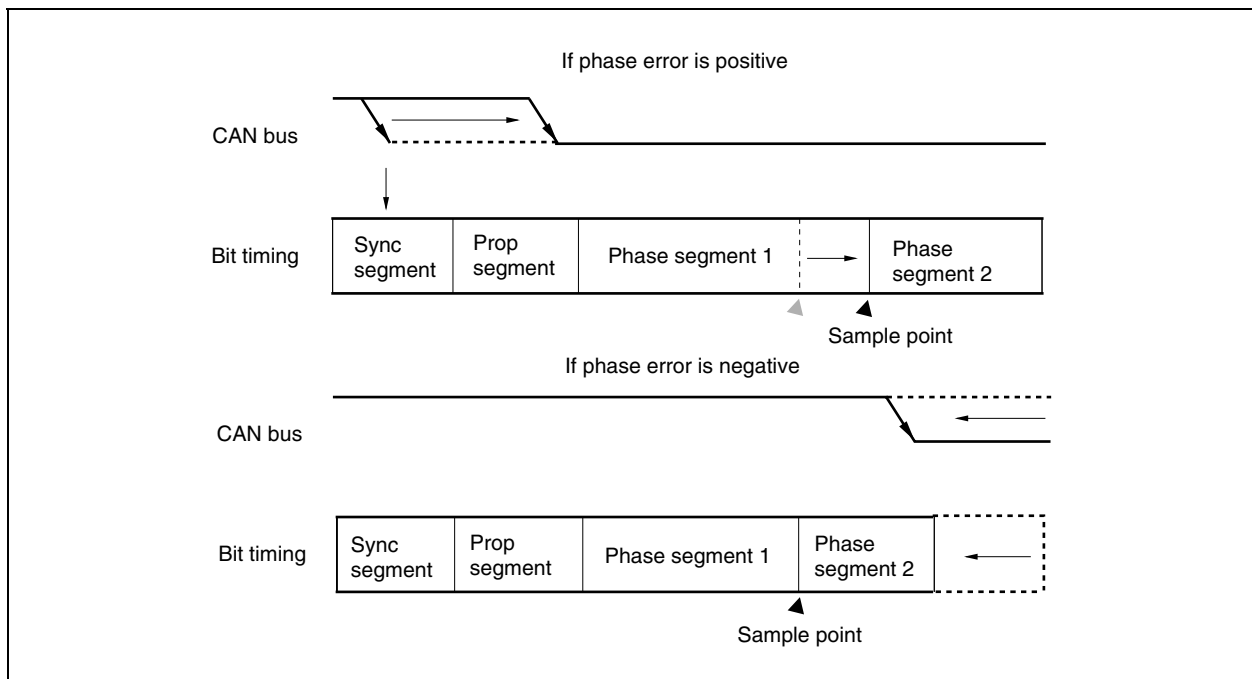 If phase error is positive
CAN bus
Bit timing
Sync
segment
Prop
segment
Phase segment 1
Phase
segment 2
Sample point
If phase error is negative
CAN bus
Bit timing
Sync
segment
Prop
segment
Phase segment 1
Phase
segment 2
Sample point